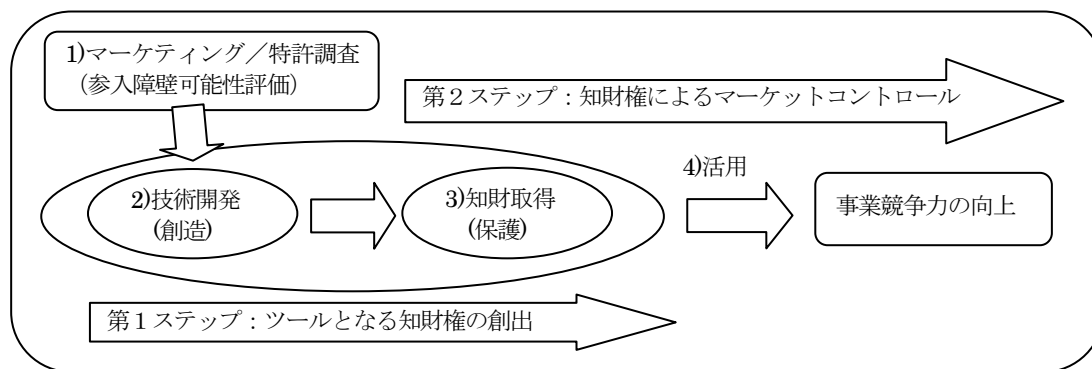 1)マーケティング/特許調査
(参入障壁可能性評価)
第2ステップ:知財権によるマーケットコントロール
2)技術開発
(創造)
3)知財取得
(保護)
4)活用
事業競争力の向上
第1ステップ:ツールとなる知財権の創出